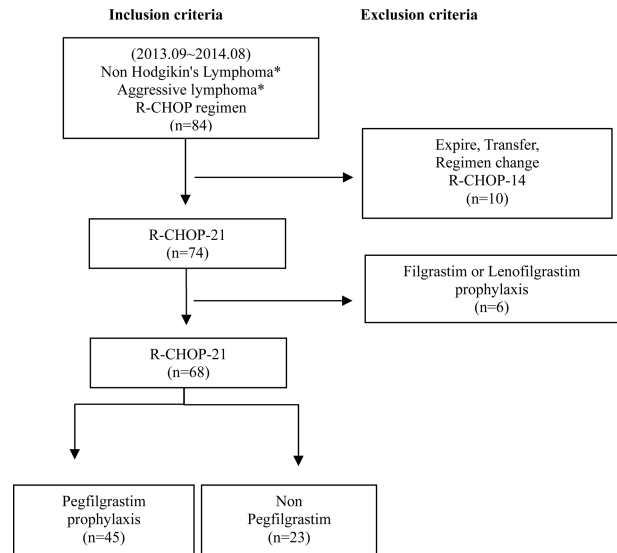 Inclusion criteria
Exclusion criteria
(2013.09~2014.08)
Non Hodgikin's Lymphoma*
Aggressive lymphoma*
R-CHOP regimen
(n=84)
Expire, Transfer,
Regimen change
R-CHOP-14
(n=10)
R-CHOP-21
(n=74)
Filgrastim or Lenofilgrastim
prophylaxis
(n=6)
R-CHOP-21
(n=68)
Pegfilgrastim
prophylaxis
(n=45)
Non
Pegfilgrastim
(n=23)